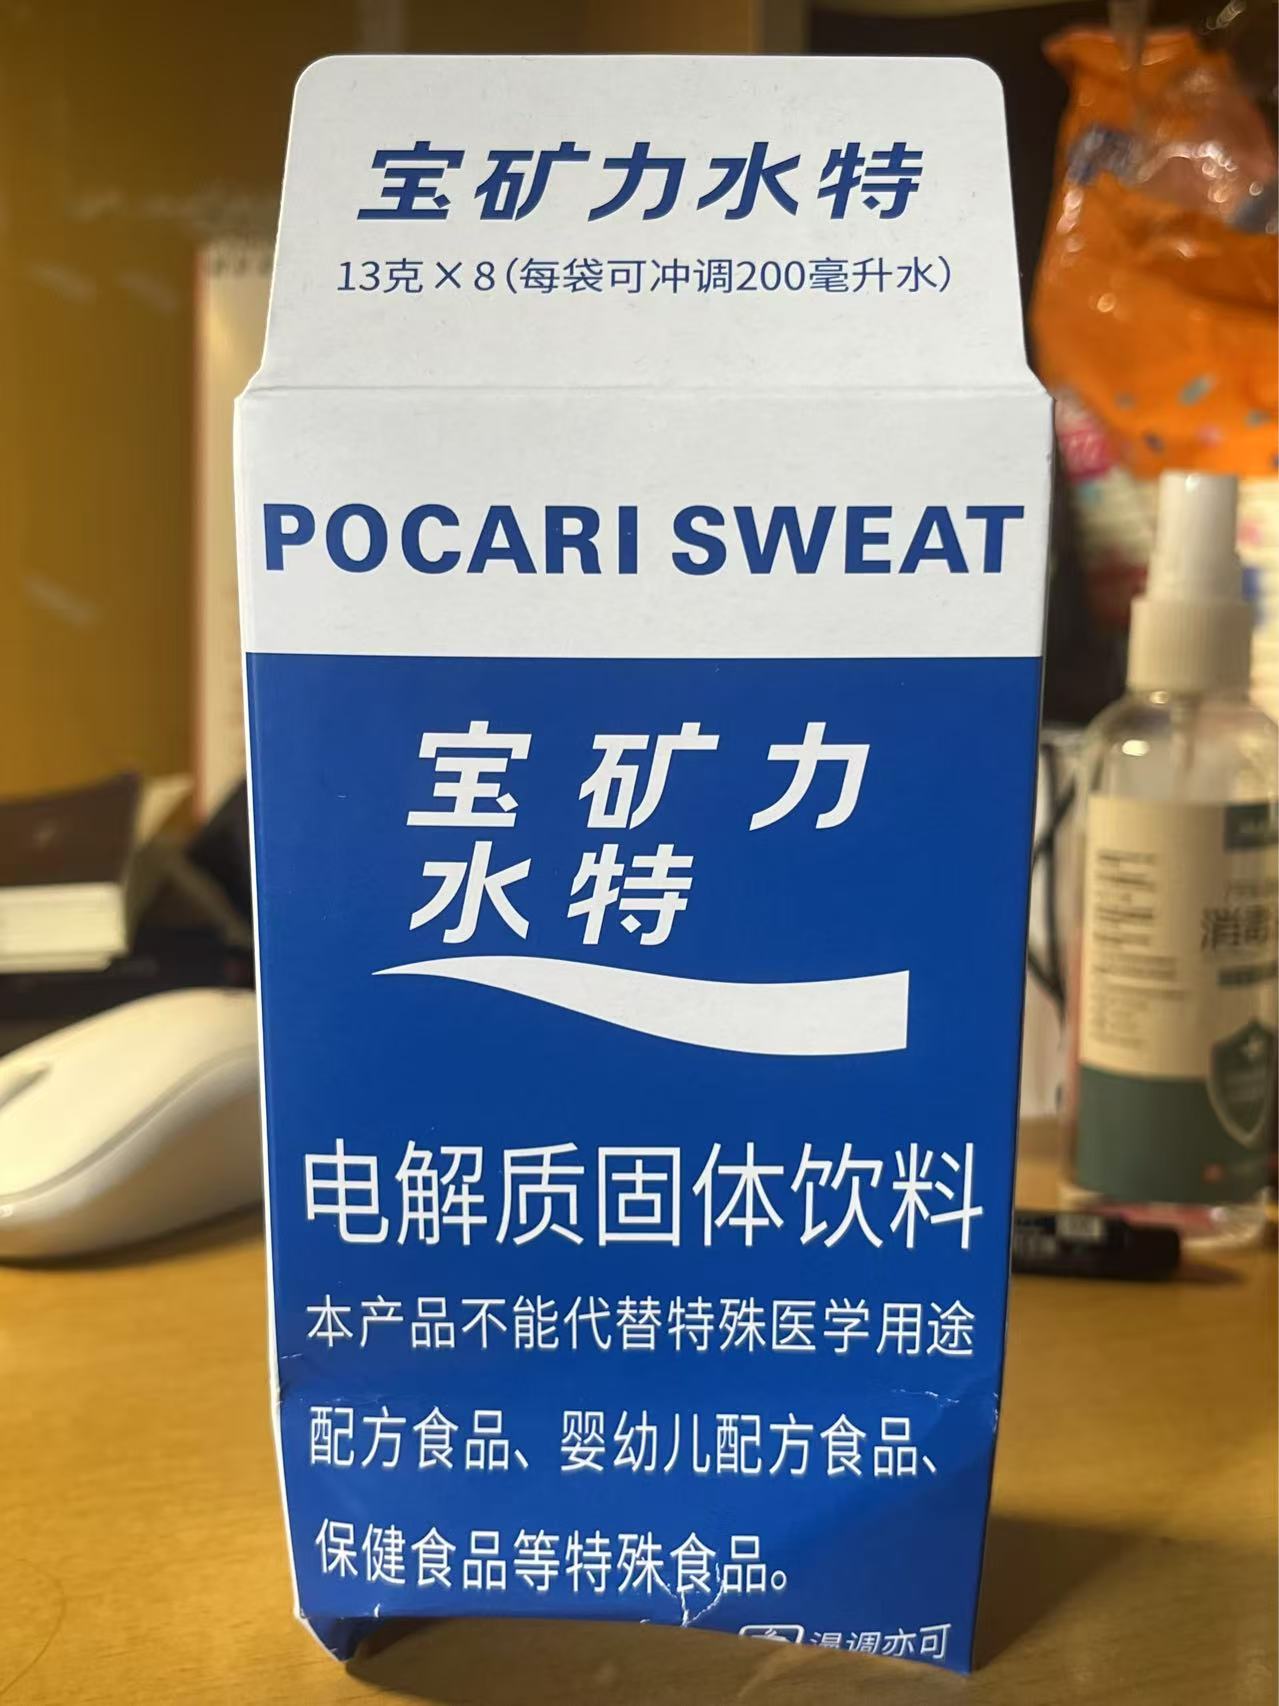 宝矿力水特
13克×8(每袋可冲调200毫升水)
POCARI SWEAT
宝矿力
水特
电解质固体饮料
本产品不能代替特殊医学用途
配方食品、婴幼儿配方食品、
保健食品等特殊食品。
温调亦可
消毒